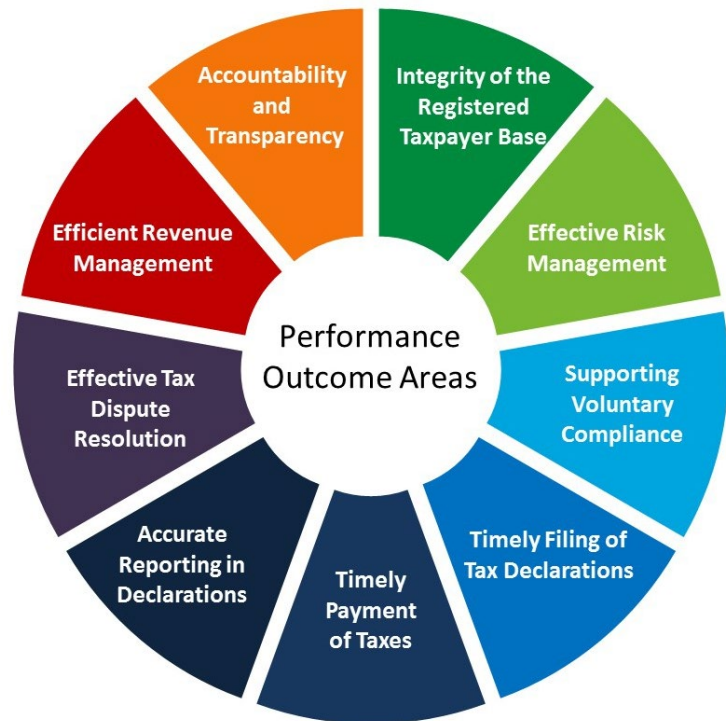 Performance
Outcome Areas
Integrity of the
Registered
Taxpayer Base
Effective Risk
Management
Supporting
Voluntary
Compliance
Timely Filing of
Tax Declarations
Timely
Payment
of Taxes
Accurate
Reporting in
Declarations
Effective Tax
Dispute
Resolution
Efficient Revenue
Management
Accountability
and
Transparency